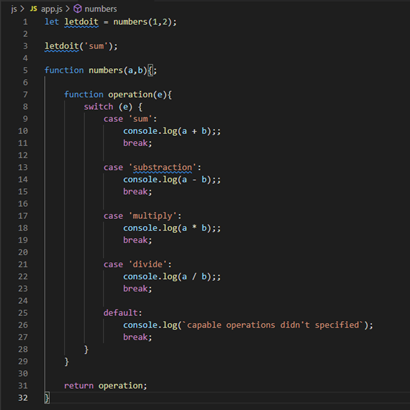 js > JS app.js > numbers
1 let letdoit = numbers(1,2);
2
3 letdoit('sum');
4
5 function numbers(a,b){;
6
7 function operation(e){
8 switch (e) {
9 case 'sum':
10 console.log(a + b);;
11 break;
12
13 case 'substraction':
14 console.log(a - b);;
15 break;
16
17 case 'multiply':
18 console.log(a * b);;
19 break;
20
21 case 'divide':
22 console.log(a / b);;
23 break;
24
25 default:
26 console.log(`capable operations didn't specified`);
27 break;
28 }
29 }
30
31 return operation;
32 }